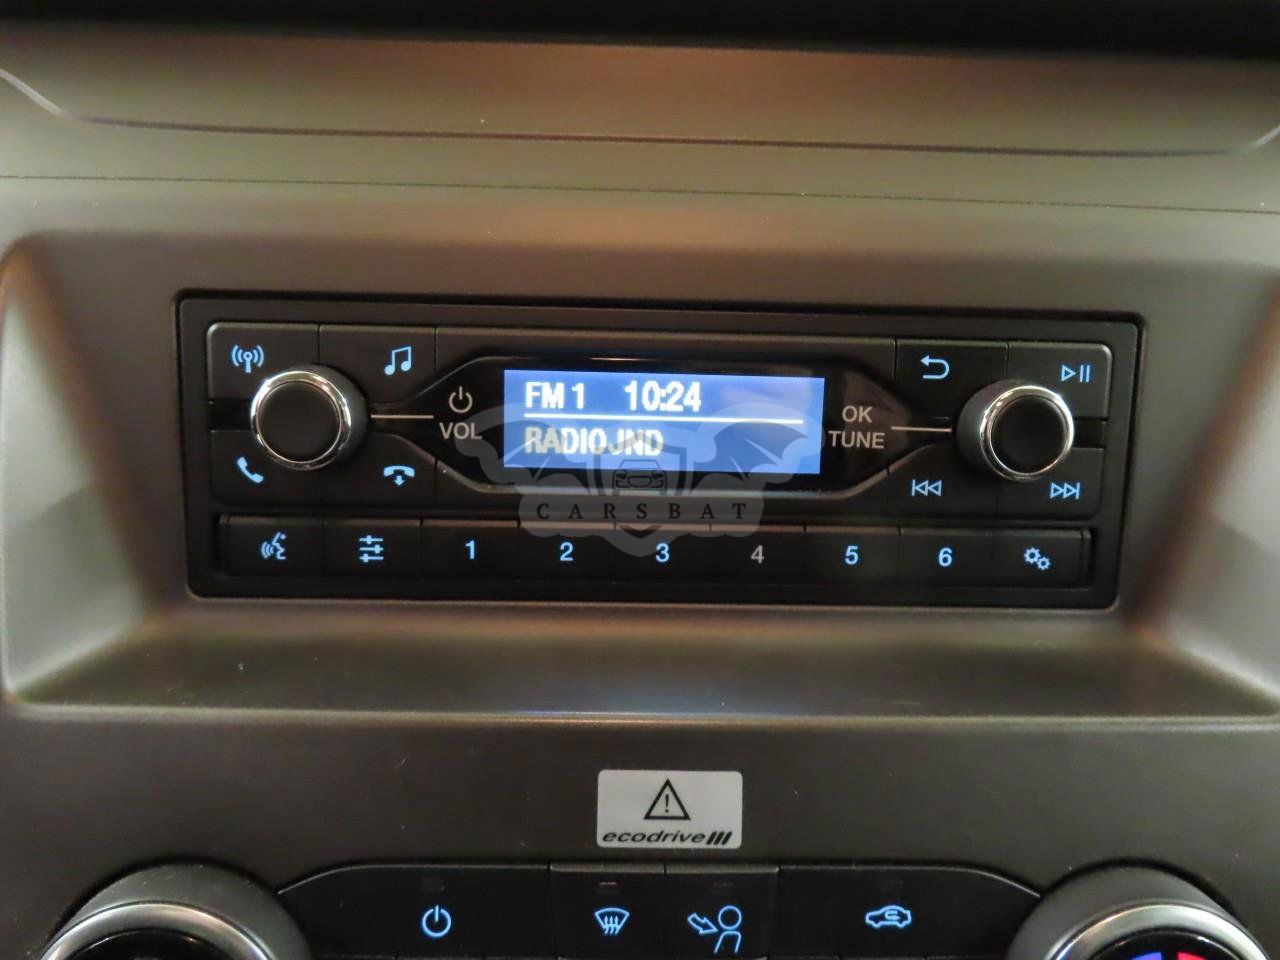 FM 1 10:24
VOL
RADIOJND
OK
TUNE
CARSBAT
1 2 3 4 5 6
ecodrive